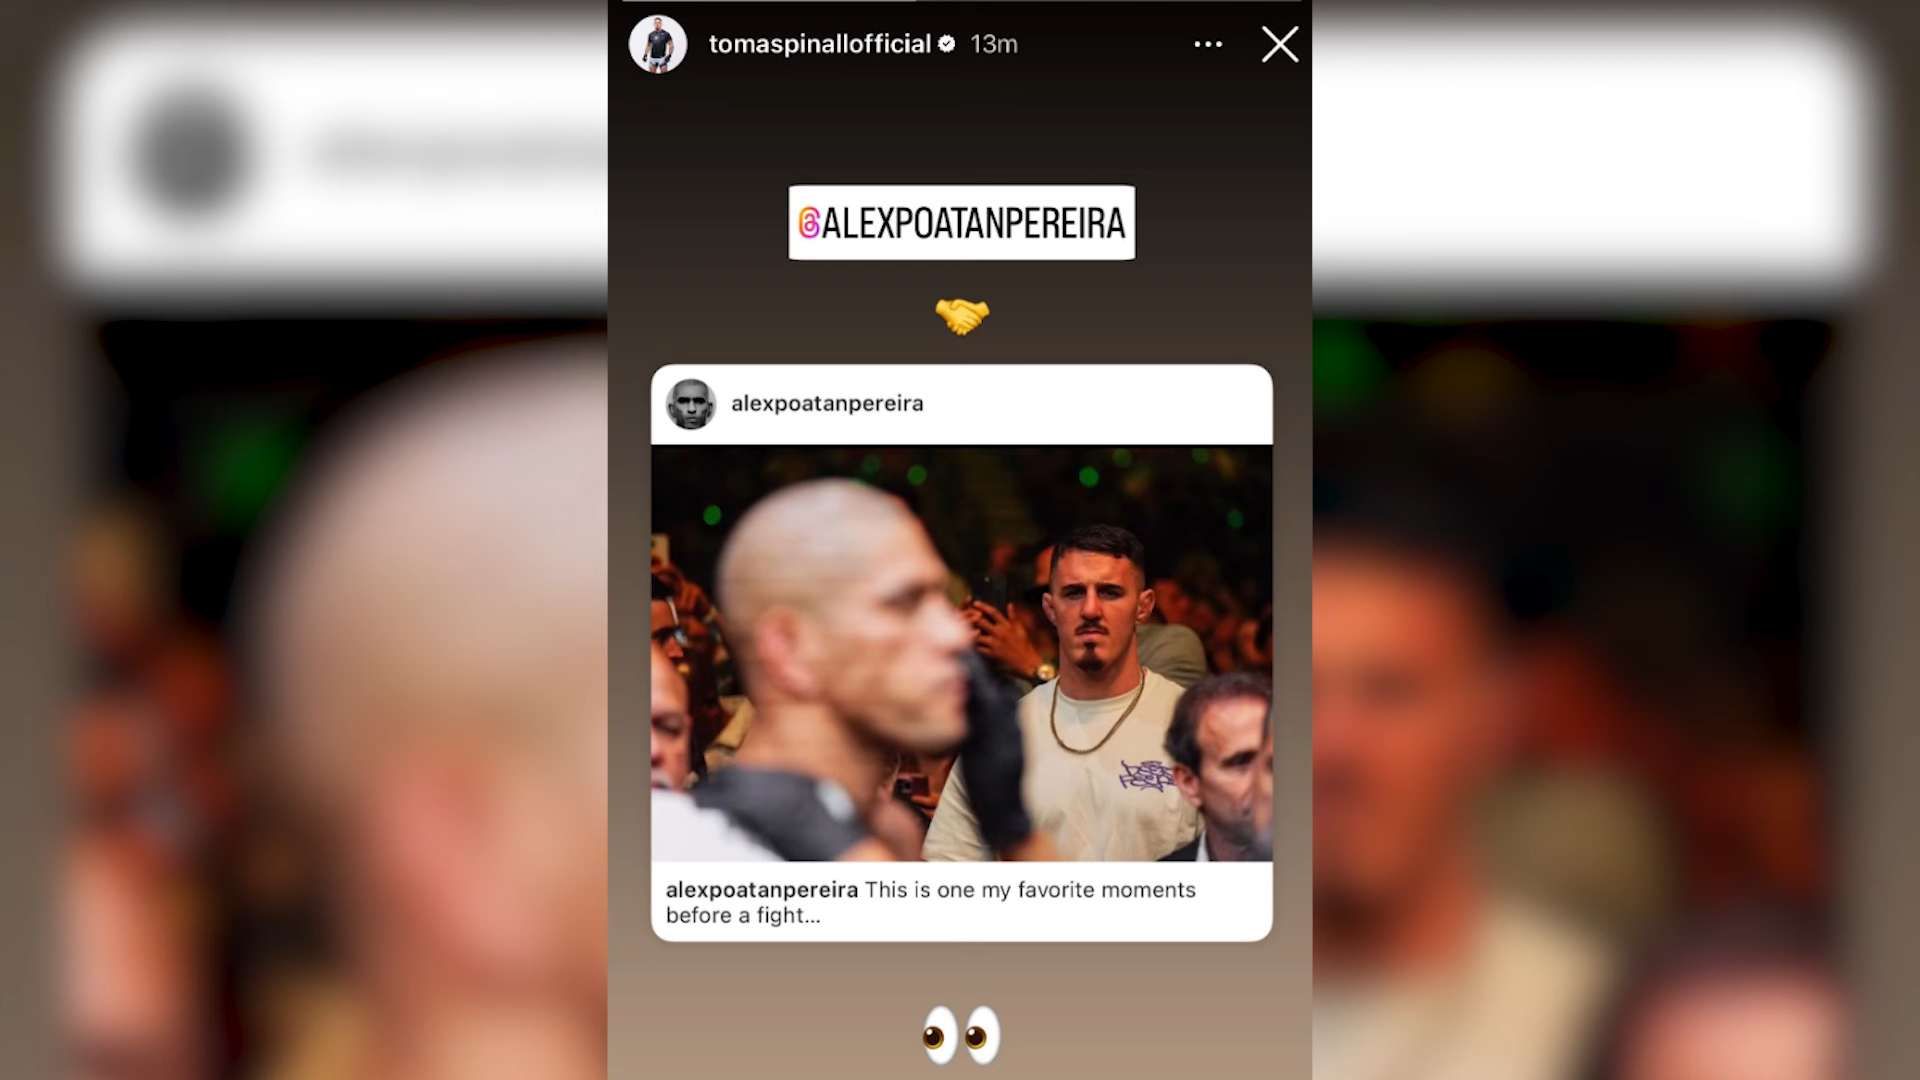 tomaspinallofficial 13m
@ALEXPOATANPEREIRA
alexpoatanpereira
alexpoatanpereira This is one my favorite moments
before a fight...